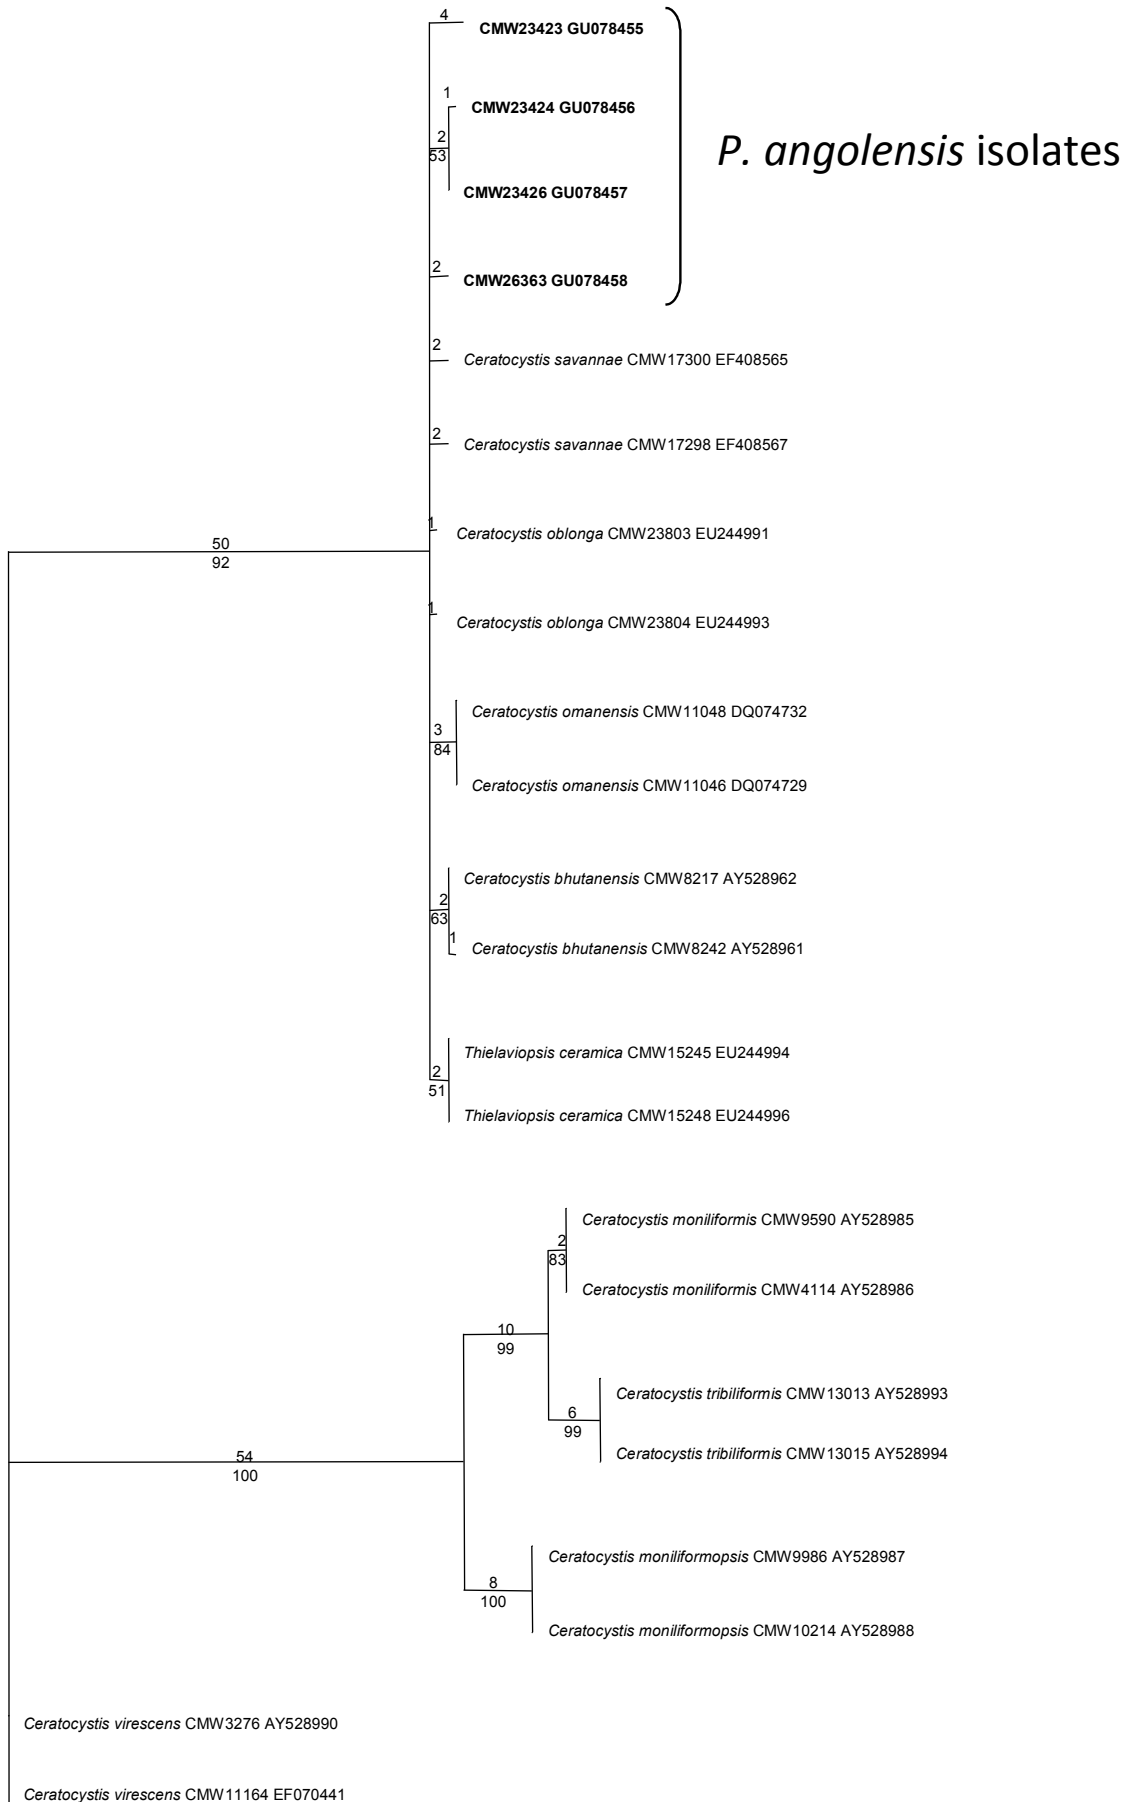 4
CMW23423 GU078455
1
CMW23424 GU078456
2
53
P. angolensis isolates
CMW23426 GU078457
2
CMW26363 GU078458
2
Ceratocystis savannae CMW17300 EF408565
2
Ceratocystis savannae CMW17298 EF408567
1
Ceratocystis oblonga CMW23803 EU244991
50
92
1
Ceratocystis oblonga CMW23804 EU244993
Ceratocystis omanensis CMW11048 DQ074732
3
84
Ceratocystis omanensis CMW11046 DQ074729
Ceratocystis bhutanensis CMW8217 AY528962
2
63
1
Ceratocystis bhutanensis CMW8242 AY528961
Thielaviopsis ceramica CMW15245 EU244994
2
51
Thielaviopsis ceramica CMW15248 EU244996
Ceratocystis moniliformis CMW9590 AY528985
2
83
Ceratocystis moniliformis CMW4114 AY528986
10
99
Ceratocystis tribiliformis CMW13013 AY528993
6
99
Ceratocystis tribiliformis CMW13015 AY528994
54
100
Ceratocystis moniliformopsis CMW9986 AY528987
8
100
Ceratocystis moniliformopsis CMW10214 AY528988
Ceratocystis virescens CMW3276 AY528990
Ceratocystis virescens CMW11164 EF070441